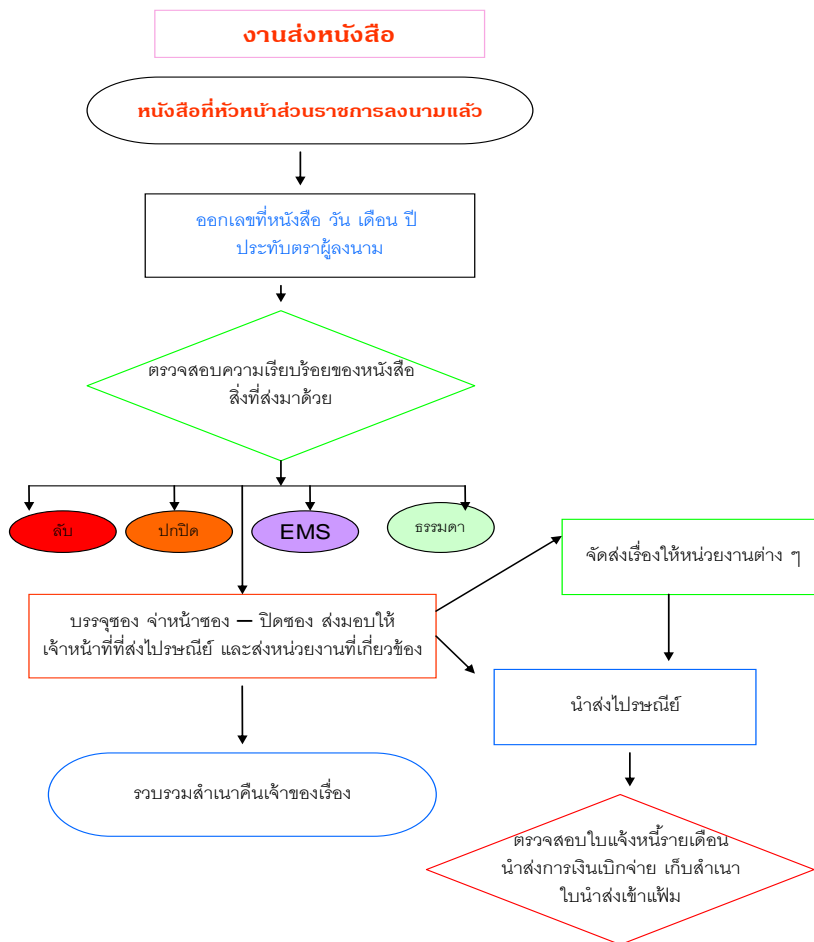 งานส่งหนังสือ
หนังสือที่หัวหน้าส่วนราชการลงนามแล้ว
ออกเลขที่หนังสือ วัน เดือน ปี
ประทับตราผู้ลงนาม
ตรวจสอบความเรียบร้อยของหนังสือ
สิ่งที่ส่งมาด้วย
ลับ
ปกปิด
EMS
ธรรมดา
จัดส่งเรื่องให้หน่วยงานต่าง ๆ
บรรจุซอง จ่าหน้าซอง – ปิดซอง ส่งมอบให้
เจ้าหน้าที่ที่ส่งไปรษณีย์ และส่งหน่วยงานที่เกี่ยวข้อง
นำส่งไปรษณีย์
รวบรวมสำเนาคืนเจ้าของเรื่อง
ตรวจสอบใบแจ้งหนี้รายเดือน
นำส่งการเงินเบิกจ่าย เก็บสำเนา
ใบนำส่งเข้าแฟ้ม